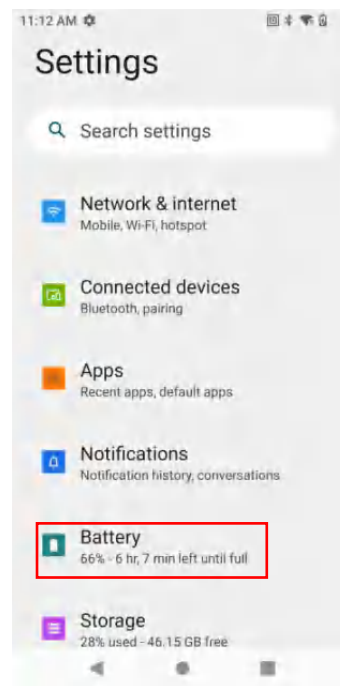 11:12 AM
Settings
Search settings
Network & internet
Mobile, Wi-Fi, hotspot
Connected devices
Bluetooth, pairing
Apps
Recent apps, default apps
Notifications
Notification history, conversations
Battery
66% - 6 hr, 7 min left until full
Storage
28% used - 46.15 GB free